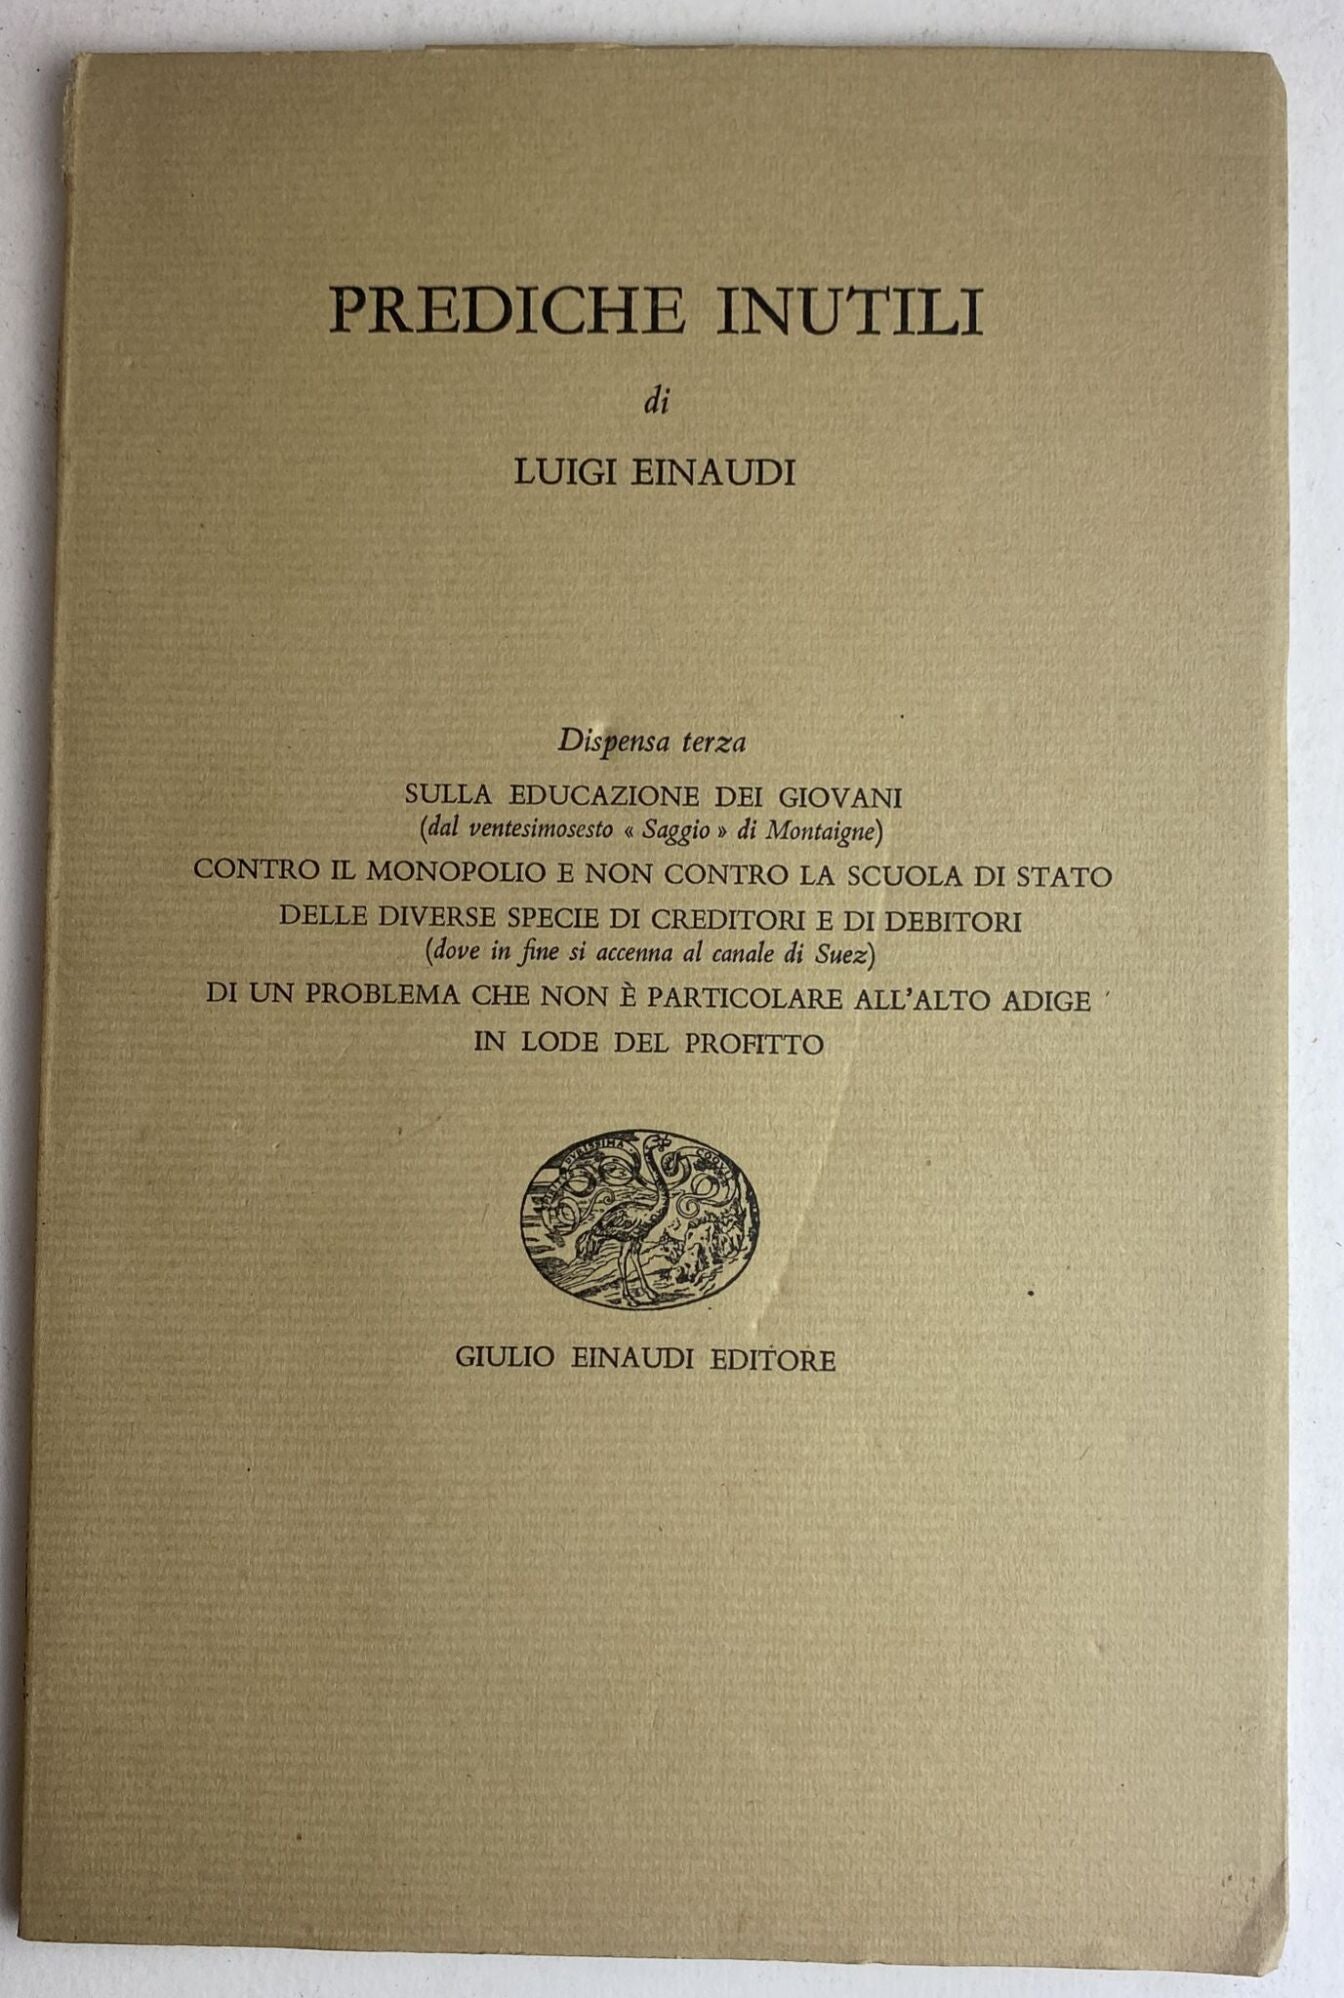 PREDICHE INUTILI
di
LUIGI EINAUDI
Dispensa terza
SULLA EDUCAZIONE DEI GIOVANI
(dal ventesimosesto « Saggio » di Montaigne)
CONTRO IL MONOPOLIO E NON CONTRO LA SCUOLA DI STATO
DELLE DIVERSE SPECIE DI CREDITORI E DI DEBITORI
(dove in fine si accenna al canale di Suez)
DI UN PROBLEMA CHE NON È PARTICOLARE ALL'ALTO ADIGE
IN LODE DEL PROFITTO
DVRISSIMA COQVIT
GIULIO EINAUDI EDITORE